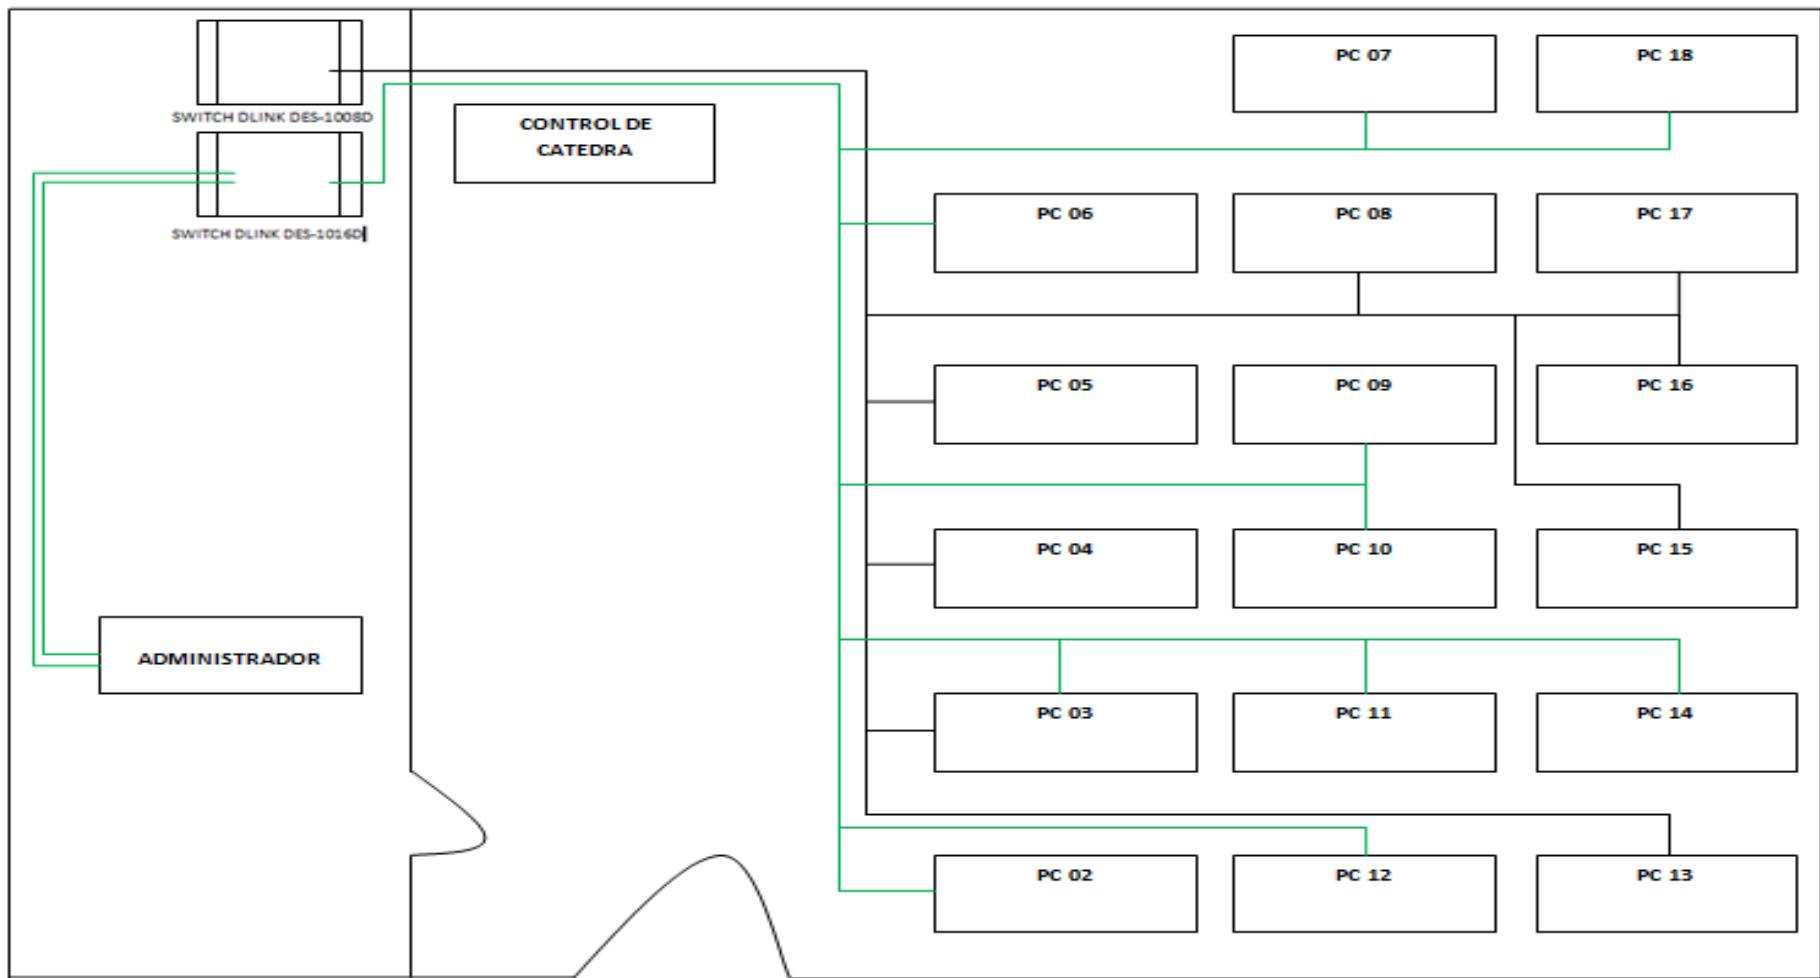 SWITCH DLINK DES-1008D
SWITCH DLINK DES-1016D
ADMINISTRADOR
CONTROL DE
CATEDRA
PC 07
PC 18
PC 06
PC 08
PC 17
PC 05
PC 09
PC 16
PC 04
PC 10
PC 15
PC 03
PC 11
PC 14
PC 02
PC 12
PC 13